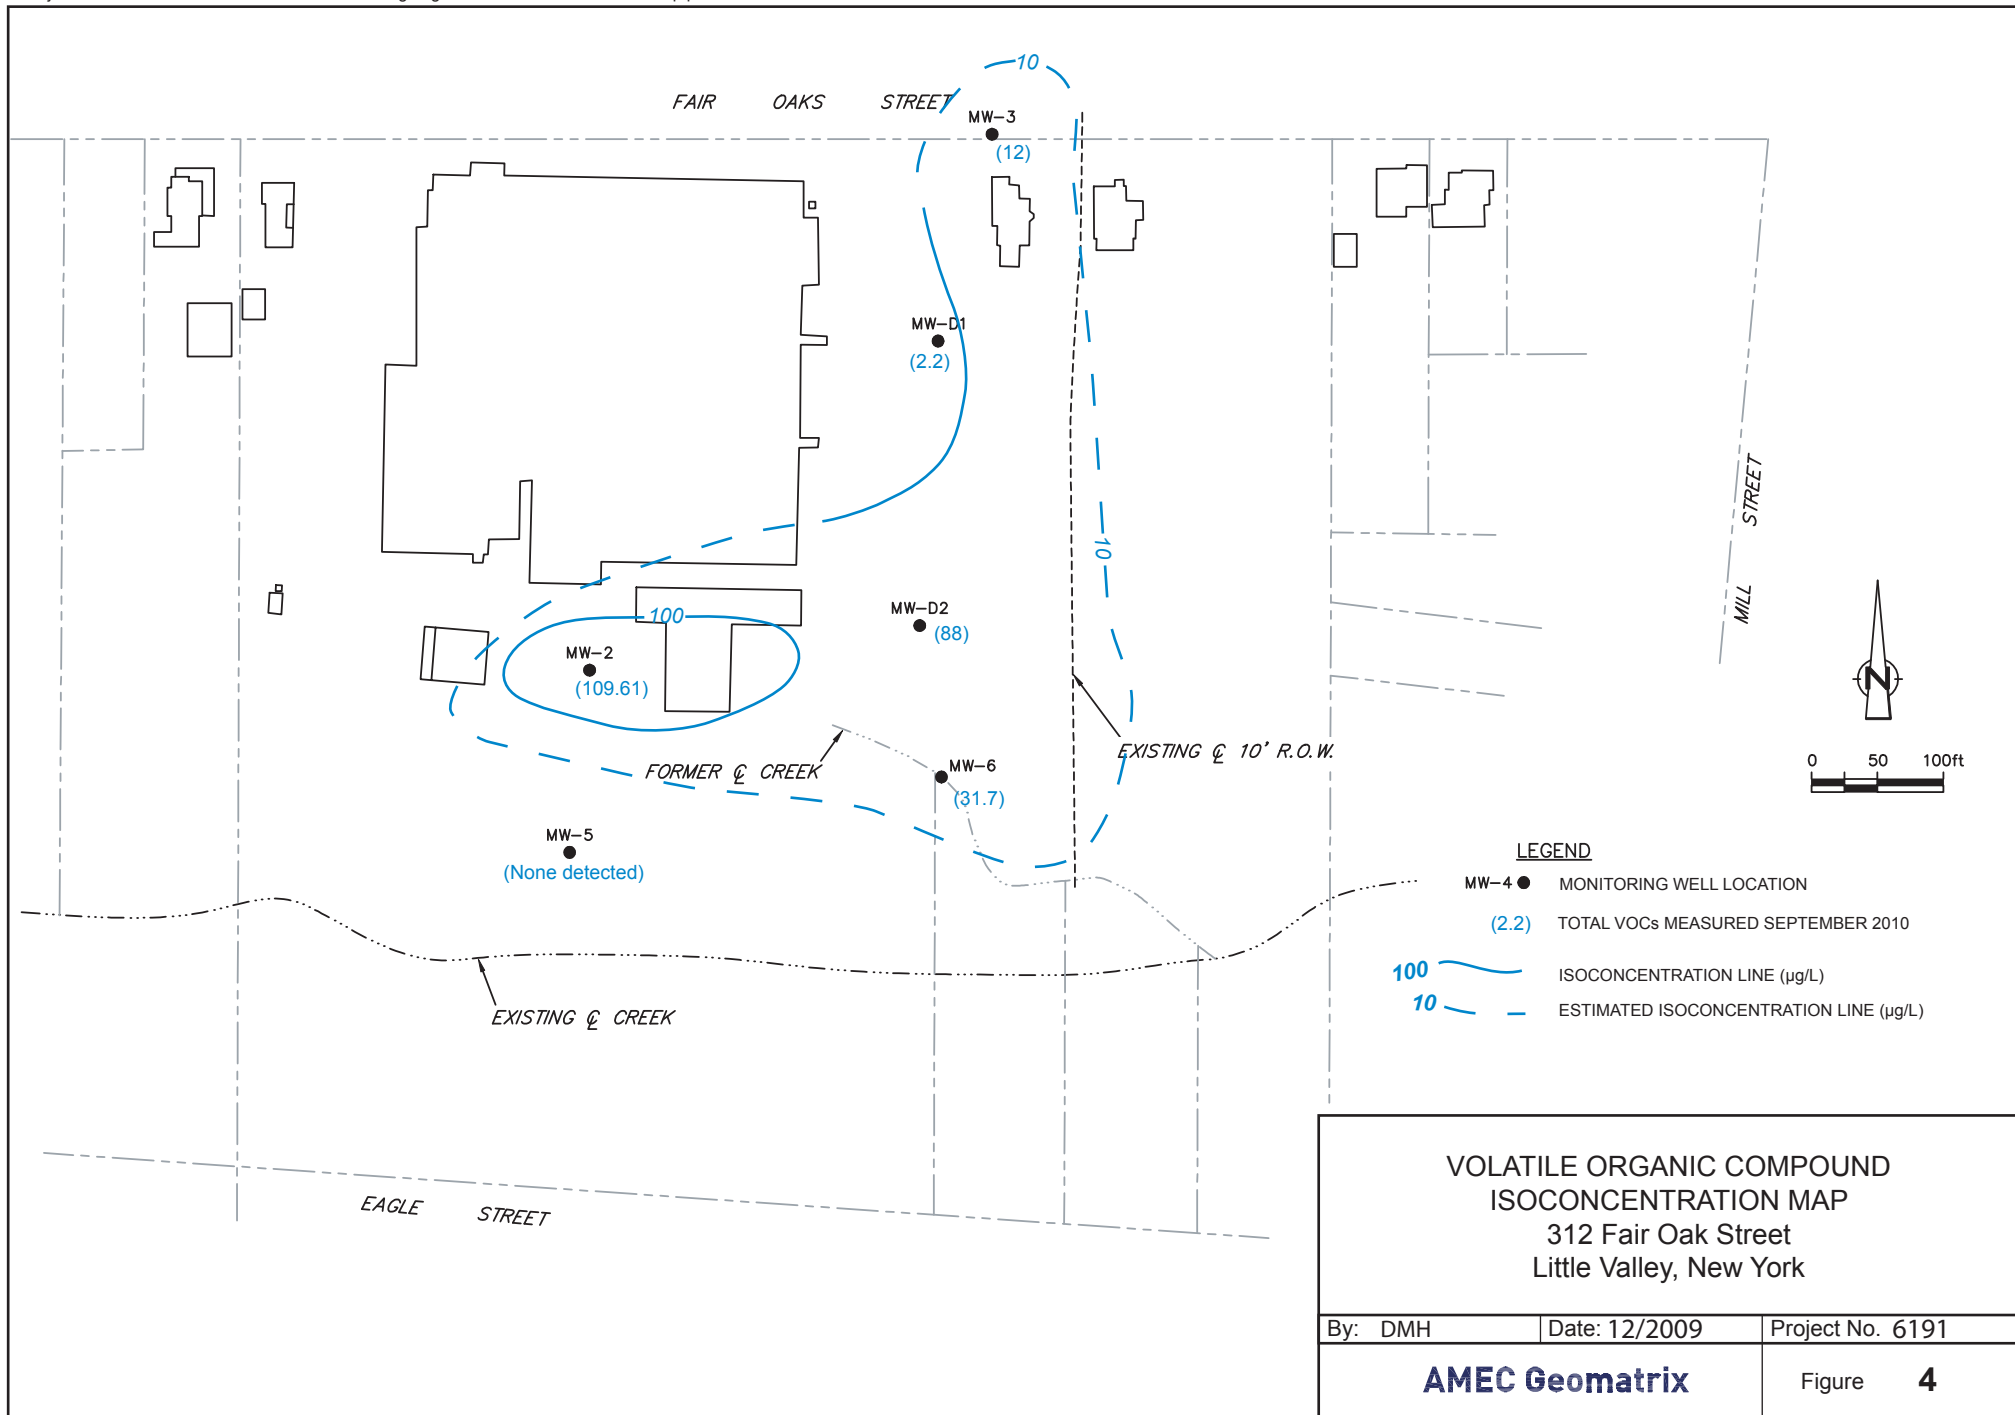 10
FAIR OAKS STREET
MW-3
(12)
MW-D1
(2.2)
MILL STREET
10
100
MW-D2
(88)
MW-2
(109.61)
N
EXISTING ℄ 10' R.O.W.
FORMER ℄ CREEK
MW-6
(31.7)
0 50 100ft
MW-5
(None detected)
LEGEND
MW-4 MONITORING WELL LOCATION
(2.2) TOTAL VOCs MEASURED SEPTEMBER 2010
100 ISOCONCENTRATION LINE (µg/L)
10 ESTIMATED ISOCONCENTRATION LINE (µg/L)
EXISTING ℄ CREEK
EAGLE STREET
VOLATILE ORGANIC COMPOUND
ISOCONCENTRATION MAP
312 Fair Oak Street
Little Valley, New York
By: DMH Date: 12/2009 Project No. 6191
AMEC Geomatrix Figure 4